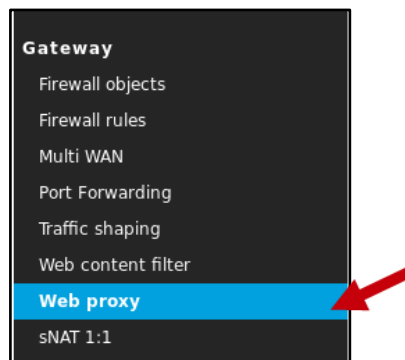 Gateway
Firewall objects
Firewall rules
Multi WAN
Port Forwarding
Traffic shaping
Web content filter
Web proxy
sNAT 1:1